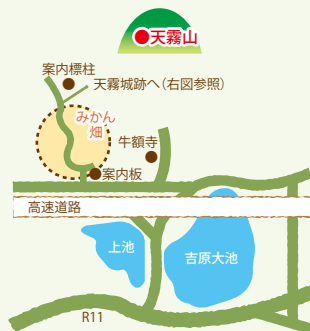 天霧山
案内標柱
天霧城跡へ(右図参照)
みかん
畑
牛額寺
案内板
高速道路
上池
吉原大池
R11